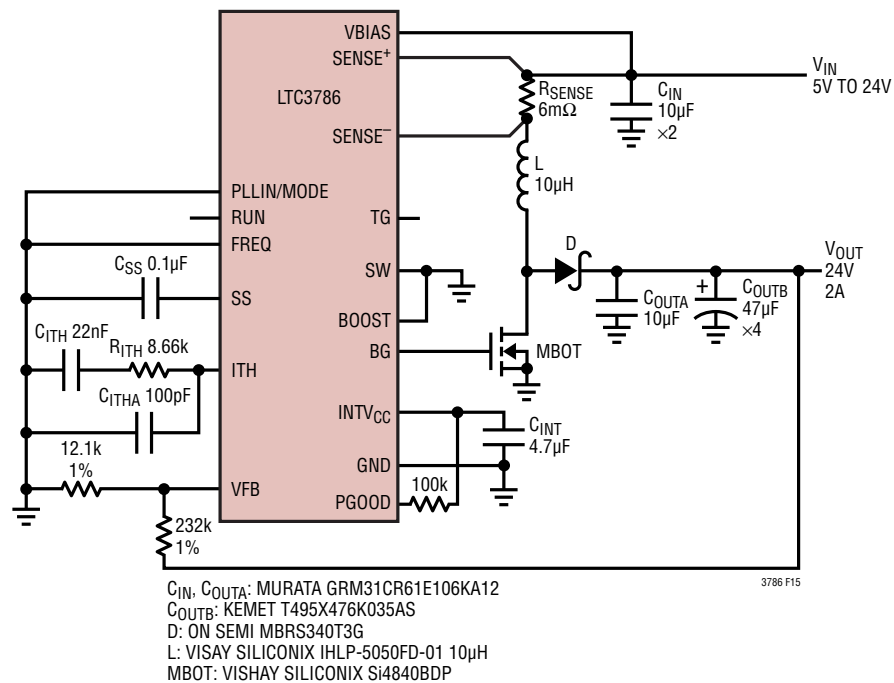 VBIAS
SENSE+
LTC3786
SENSE–
PLLIN/MODE
RUN
FREQ
TG
SW
SS
BOOST
BG
ITH
INTVCC
GND
VFB
PGOOD
RSENSE
6mΩ
CIN
10µF
×2
VIN
5V TO 24V
L
10µH
D
VOUT
24V
2A
COUTA
10µF
+
COUTB
47µF
×4
MBOT
CSS 0.1µF
CITH 22nF
RITH 8.66k
CITHA 100pF
CINT
4.7µF
12.1k
1%
100k
232k
1%
3786 F15
CIN, COUTA: MURATA GRM31CR61E106KA12
COUTB: KEMET T495X476K035AS
D: ON SEMI MBRS340T3G
L: VISAY SILICONIX IHLP-5050FD-01 10µH
MBOT: VISHAY SILICONIX Si4840BDP